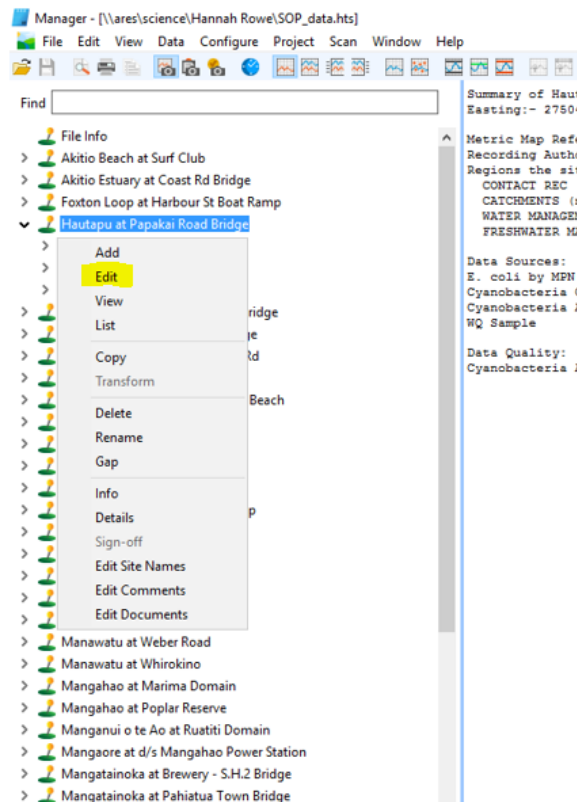 Manager - [\\ares\science\Hannah Rowe\SOP_data.hts]
File Edit View Data Configure Project Scan Window Help
Find
File Info
Akitio Beach at Surf Club
Akitio Estuary at Coast Rd Bridge
Foxton Loop at Harbour St Boat Ramp
Hautapu at Papakai Road Bridge
Add
Edit
View
List
Copy
Transform
Delete
Rename
Gap
Info
Details
Sign-off
Edit Site Names
Edit Comments
Edit Documents
ridge
ge
Rd
Beach
p
Manawatu at Weber Road
Manawatu at Whirokino
Mangahao at Marima Domain
Mangahao at Poplar Reserve
Manganui o te Ao at Ruatiti Domain
Mangaore at d/s Mangahao Power Station
Mangatainoka at Brewery - S.H.2 Bridge
Mangatainoka at Pahiatua Town Bridge
Summary of Haut
Easting:- 2750
Metric Map Refe
Recording Autho
Regions the sit
CONTACT REC
CATCHMENTS (s
WATER MANAGEM
FRESHWATER MA
Data Sources:
E. coli by MPN
Cyanobacteria
Cyanobacteria
WQ Sample
Data Quality:
Cyanobacteria